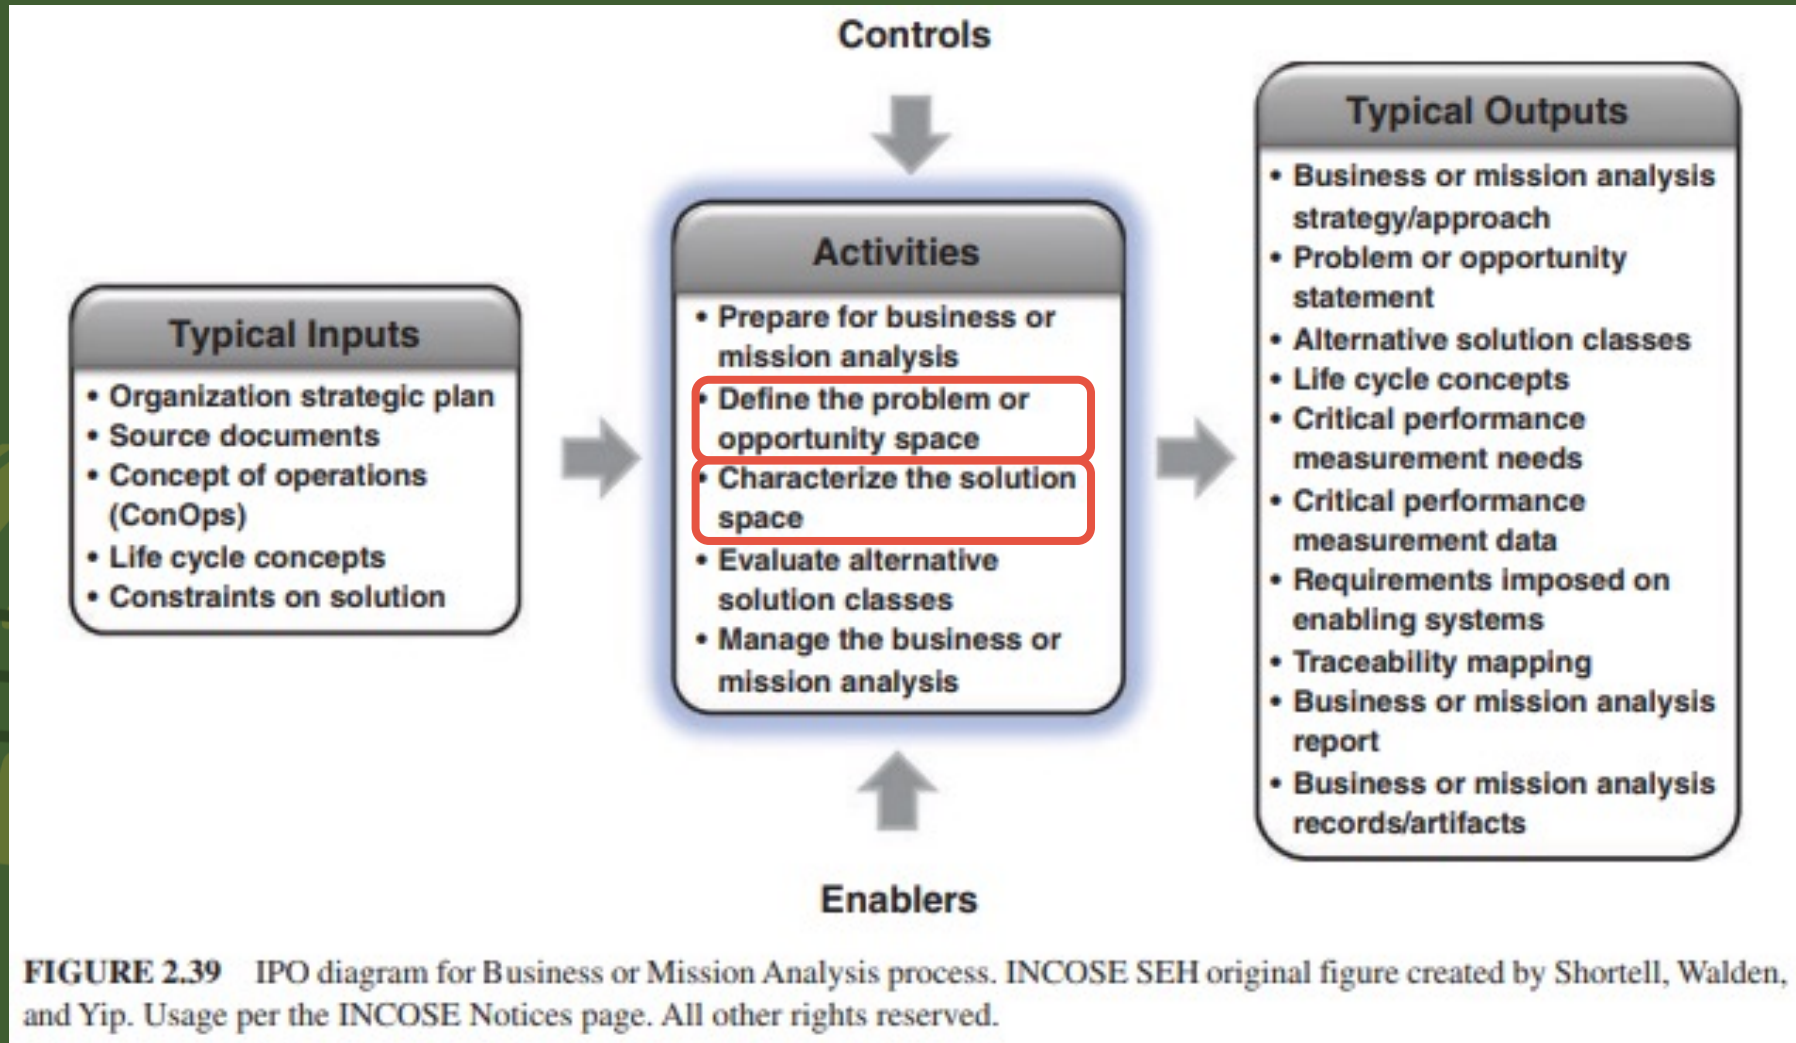 Controls
Typical Inputs
• Organization strategic plan
• Source documents
• Concept of operations
(ConOps)
• Life cycle concepts
• Constraints on solution
Activities
• Prepare for business or
mission analysis
• Define the problem or
opportunity space
• Characterize the solution
space
• Evaluate alternative
solution classes
• Manage the business or
mission analysis
Typical Outputs
• Business or mission analysis
strategy/approach
• Problem or opportunity
statement
• Alternative solution classes
• Life cycle concepts
• Critical performance
measurement needs
• Critical performance
measurement data
• Requirements imposed on
enabling systems
• Traceability mapping
• Business or mission analysis
report
• Business or mission analysis
records/artifacts
Enablers
FIGURE 2.39 IPO diagram for Business or Mission Analysis process. INCOSE SEH original figure created by Shortell, Walden,
and Yip. Usage per the INCOSE Notices page. All other rights reserved.